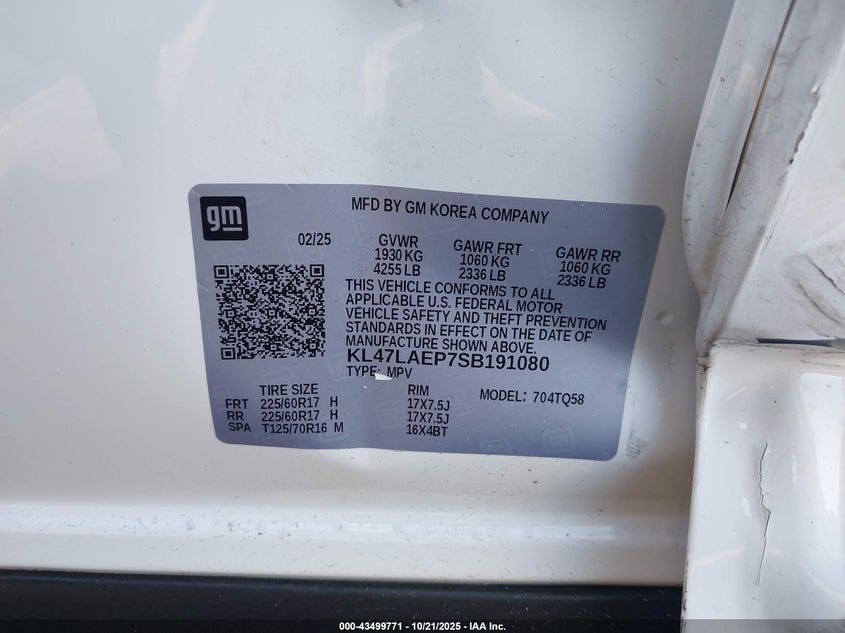 gm
MFD BY GM KOREA COMPANY
02/25 GVWR GAWR FRT GAWR RR
1930 KG 1060 KG 1060 KG
4255 LB 2336 LB 2336 LB
THIS VEHICLE CONFORMS TO ALL
APPLICABLE U.S. FEDERAL MOTOR
VEHICLE SAFETY AND THEFT PREVENTION
STANDARDS IN EFFECT ON THE DATE OF
MANUFACTURE SHOWN ABOVE.
KL47LAEP7SB191080
TYPE: MPV
TIRE SIZE RIM MODEL: 704TQ58
FRT 225/60R17 H 17X7.5J
RR 225/60R17 H 17X7.5J
SPA T125/70R16 M 16X4BT
000-43499771 - 10/21/2025 - IAA Inc.